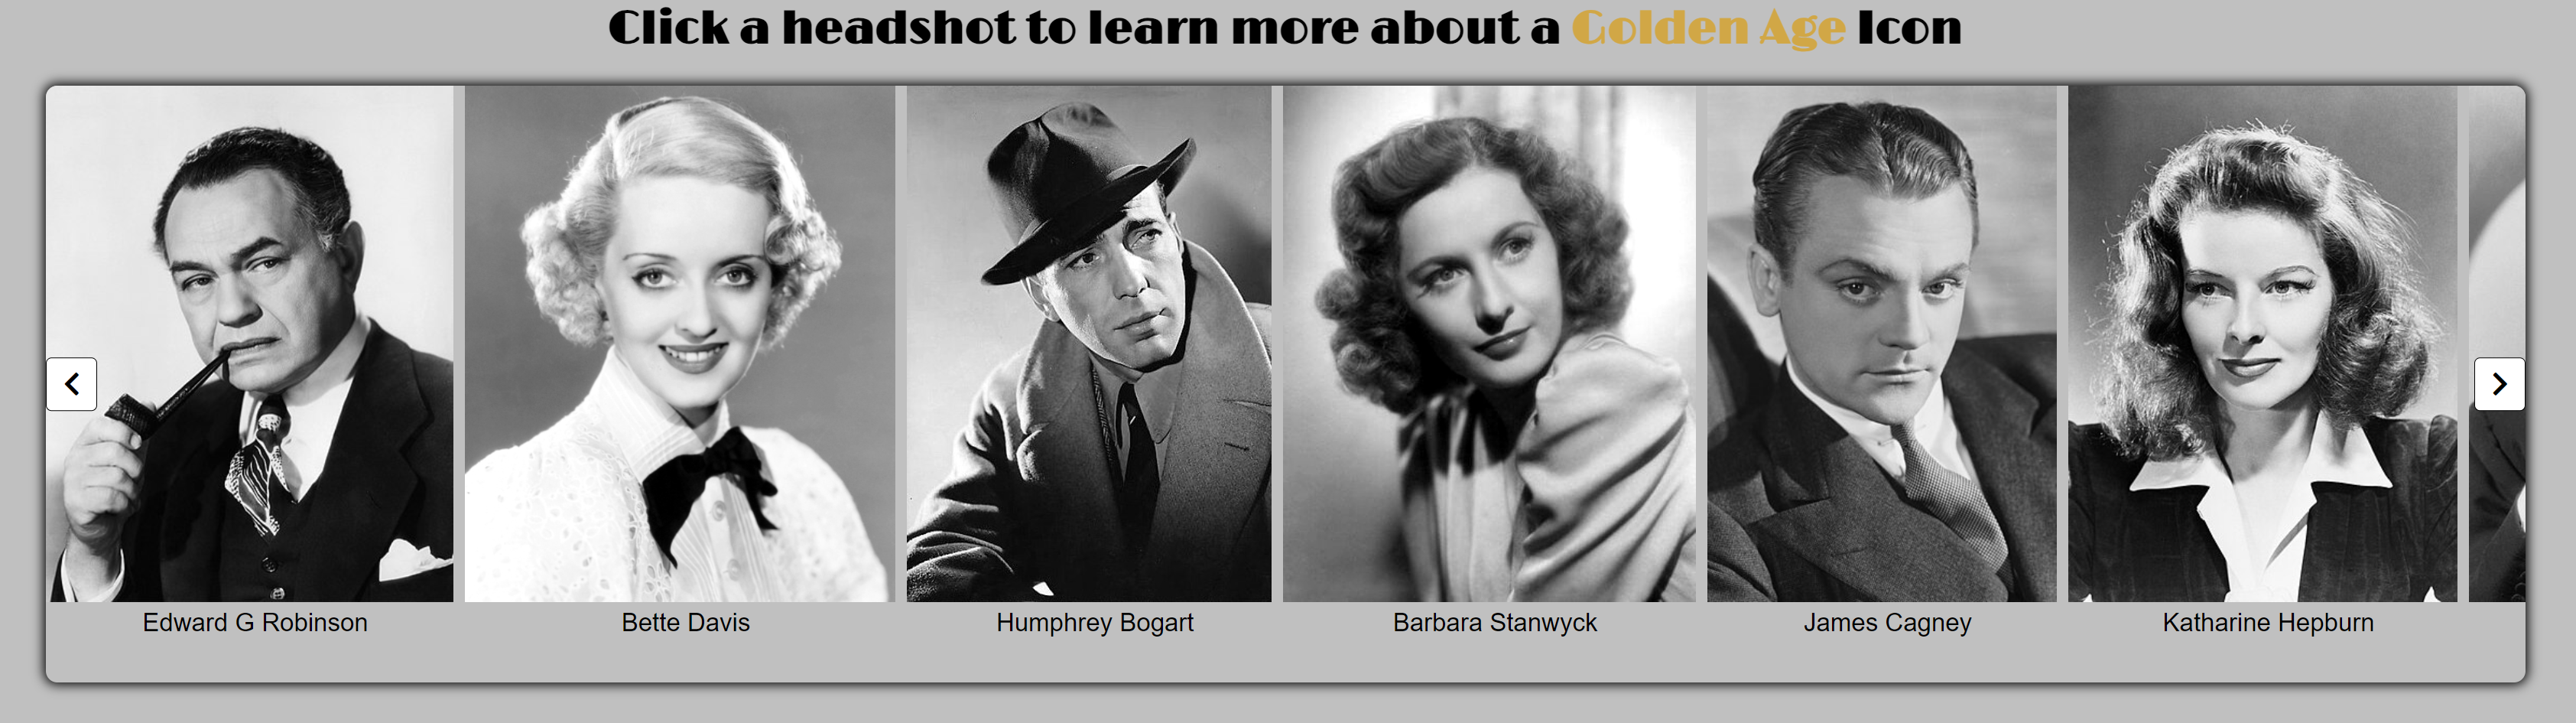 Click a headshot to learn more about a Golden Age Icon
Edward G Robinson
Bette Davis
Humphrey Bogart
Barbara Stanwyck
James Cagney
Katharine Hepburn